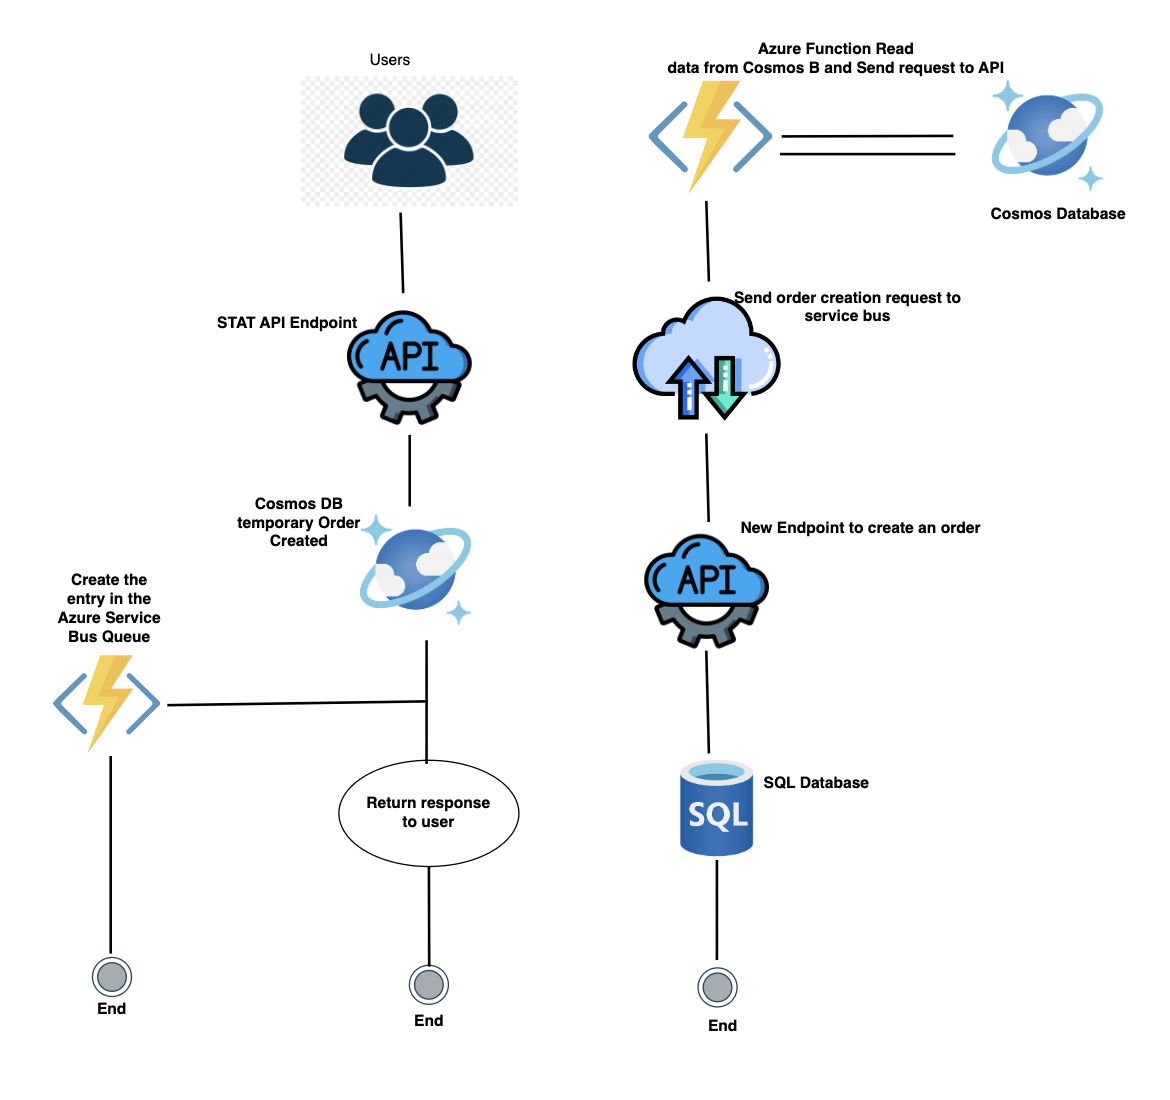 Users
STAT API Endpoint
API
Cosmos DB
temporary Order
Created
Create the
entry in the
Azure Service
Bus Queue
Return response
to user
End
End
Azure Function Read
data from Cosmos B and Send request to API
Cosmos Database
Send order creation request to
service bus
New Endpoint to create an order
API
SQL Database
SQL
End